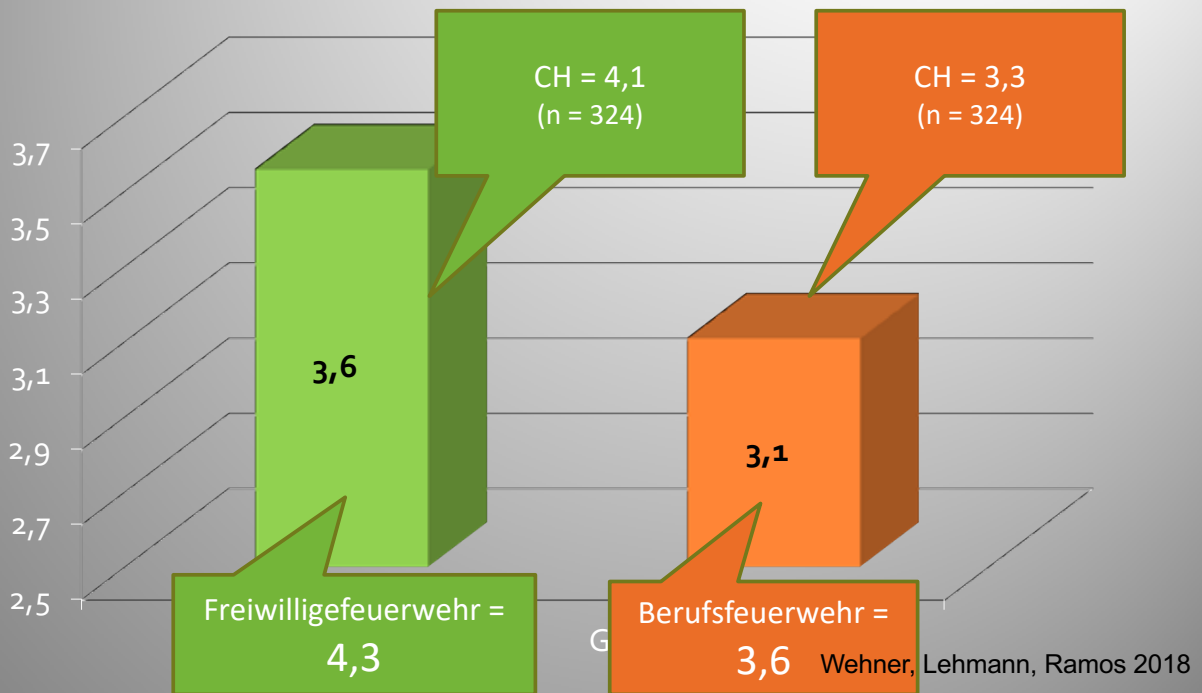 CH = 4,1
(n = 324)
CH = 3,3
(n = 324)
3,7
3,5
3,3
3,1
2,9
2,7
2,5
3,6
3,1
Freiwilligefeuerwehr =
4,3
Berufsfeuerwehr =
3,6
Wehner, Lehmann, Ramos 2018